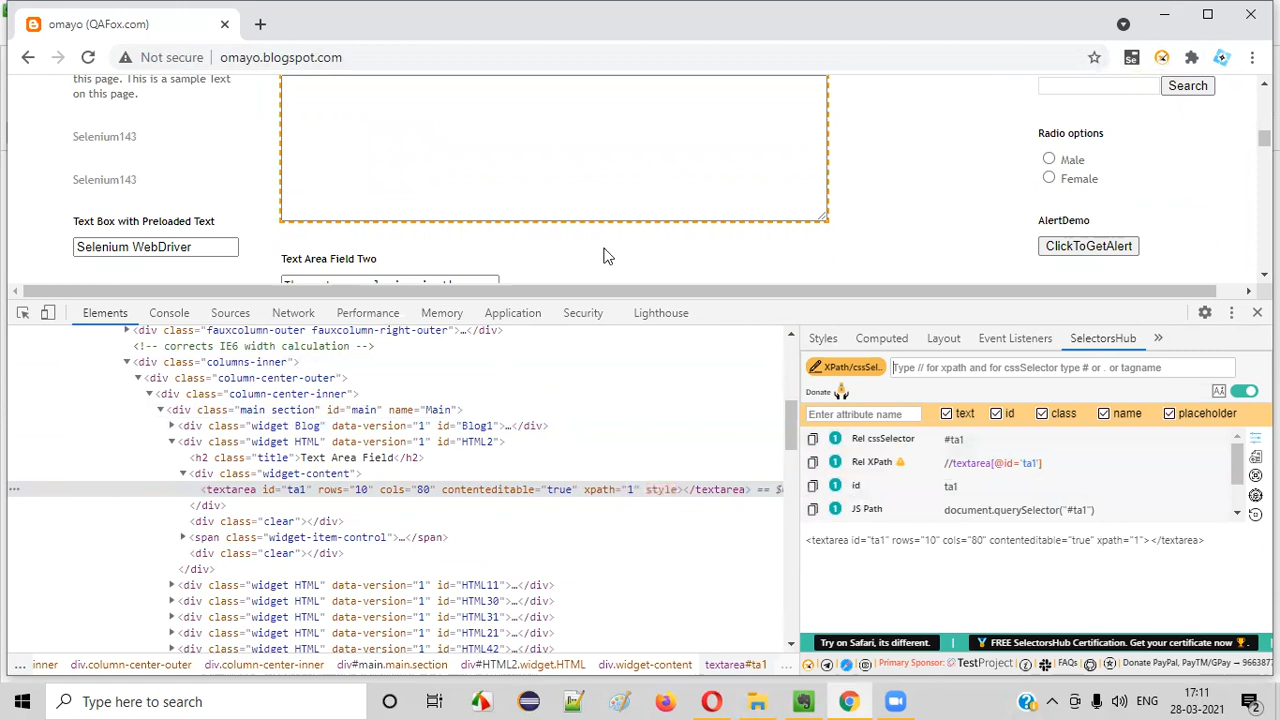 omayo (QAFox.com)
Not secure omayo.blogspot.com
this page. This is a sample Text
on this page.
Selenium143
Selenium143
Text Box with Preloaded Text
Selenium WebDriver
Text Area Field Two
Search
Radio options
Male
Female
AlertDemo
ClickToGetAlert
Elements Console Sources Network Performance Memory Application Security Lighthouse
<div class="fauxcolumn-outer fauxcolumn-right-outer">…</div>
<!-- corrects IE6 width calculation -->
<div class="columns-inner">
<div class="column-center-outer">
<div class="column-center-inner">
<div class="main section" id="main" name="Main">
<div class="widget Blog" data-version="1" id="Blog1">…</div>
<div class="widget HTML" data-version="1" id="HTML2">
<h2 class="title">Text Area Field</h2>
<div class="widget-content">
<textarea id="ta1" rows="10" cols="80" contenteditable="true" xpath="1" style></textarea> ==
</div>
<div class="clear"></div>
<span class="widget-item-control">…</span>
<div class="clear"></div>
</div>
<div class="widget HTML" data-version="1" id="HTML11">…</div>
<div class="widget HTML" data-version="1" id="HTML30">…</div>
<div class="widget HTML" data-version="1" id="HTML31">…</div>
<div class="widget HTML" data-version="1" id="HTML21">…</div>
<div class="widget HTML" data-version="1" id="HTML42">…</div>
... inner div.column-center-outer div.column-center-inner div#main.main.section div#HTML2.widget.HTML div.widget-content textarea#ta1 ...
Styles Computed Layout Event Listeners SelectorsHub »
XPath/cssSel.. Type // for xpath and for cssSelector type # or . or tagname
Donate
Enter attribute name text id class name placeholder
1 Rel cssSelector #ta1
1 Rel XPath //textarea[@id='ta1']
1 id ta1
1 JS Path document.querySelector("#ta1")
<textarea id="ta1" rows="10" cols="80" contenteditable="true" xpath="1"></textarea>
Try on Safari, its different. FREE SelectorsHub Certification. Get your certificate now
Primary Sponsor: TestProject FAQs Donate PayPal, PayTM/GPay - 966387
Type here to search
ENG
17:11
28-03-2021
2